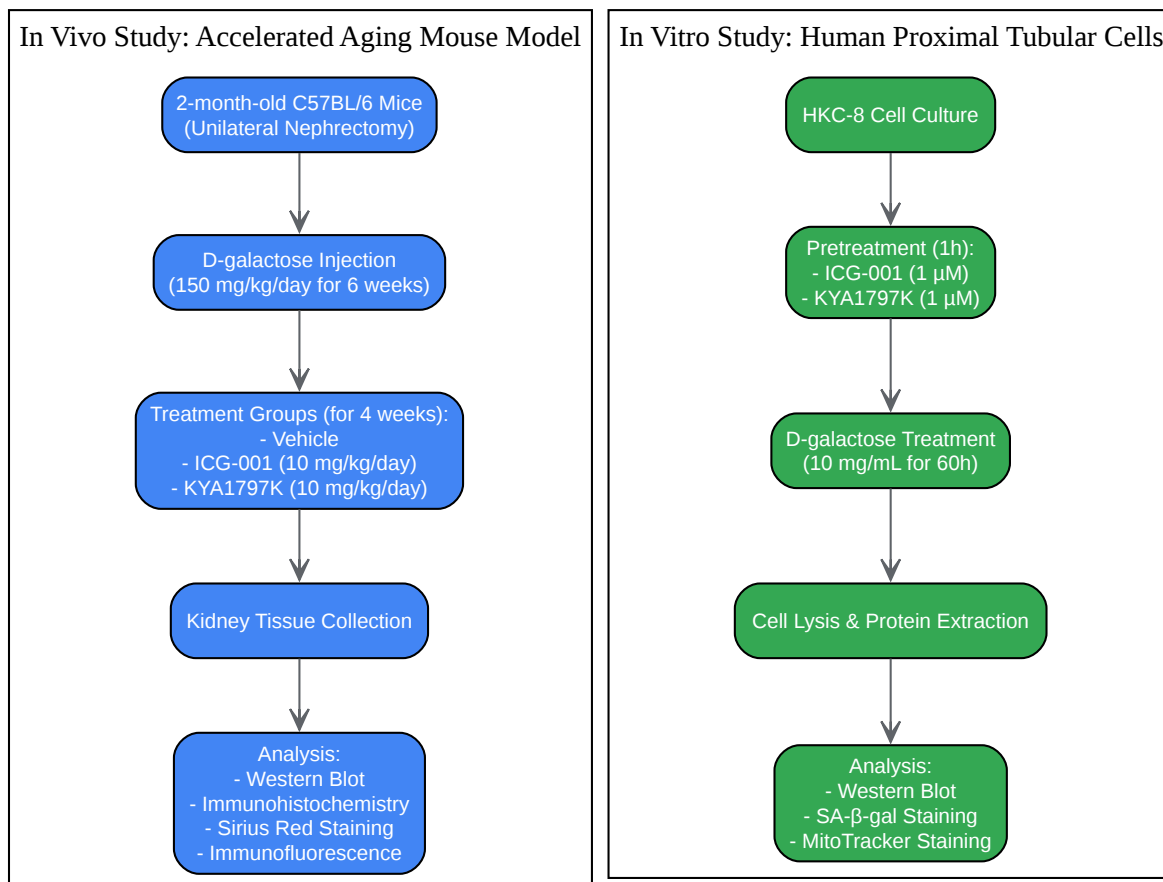 In Vivo Study: Accelerated Aging Mouse Model
2-month-old C57BL/6 Mice
(Unilateral Nephrectomy)
D-galactose Injection
(150 mg/kg/day for 6 weeks)
Treatment Groups (for 4 weeks):
- Vehicle
- ICG-001 (10 mg/kg/day)
- KYA1797K (10 mg/kg/day)
Kidney Tissue Collection
Analysis:
- Western Blot
- Immunohistochemistry
- Sirius Red Staining
- Immunofluorescence
In Vitro Study: Human Proximal Tubular Cells
HKC-8 Cell Culture
Pretreatment (1h):
- ICG-001 (1 µM)
- KYA1797K (1 µM)
D-galactose Treatment
(10 mg/mL for 60h)
Cell Lysis & Protein Extraction
Analysis:
- Western Blot
- SA-β-gal Staining
- MitoTracker Staining